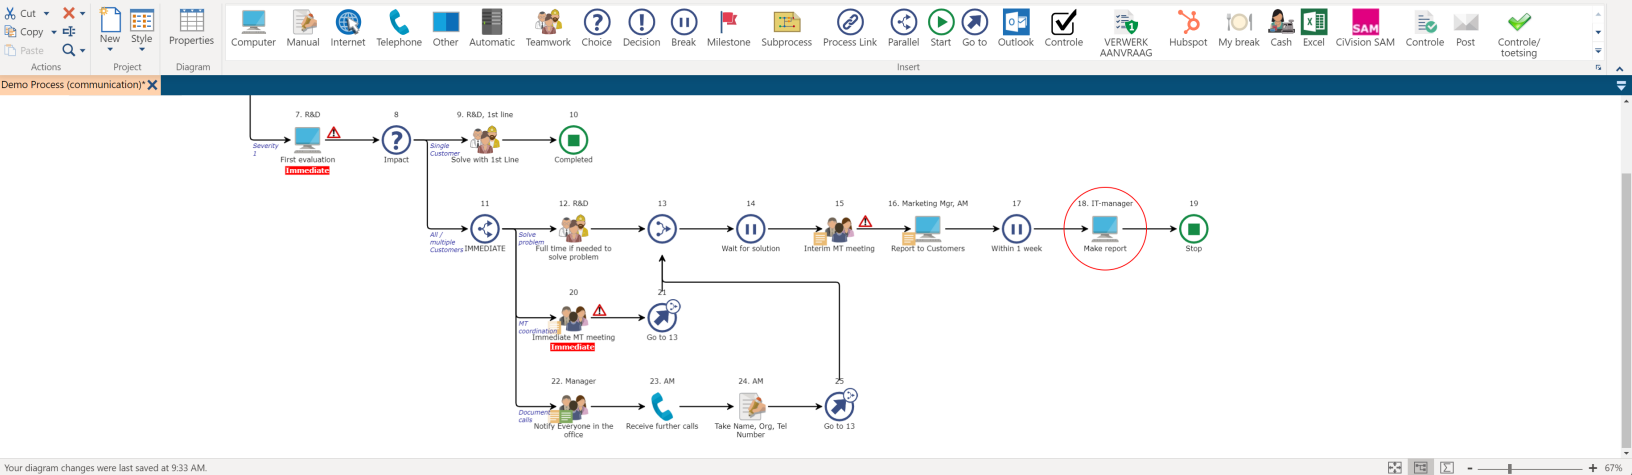 Cut
Copy
Paste
Actions
New
Style
Project
Properties
Diagram
Computer
Manual
Internet
Telephone
Other
Automatic
Teamwork
Choice
Decision
Break
Milestone
Subprocess
Process Link
Parallel
Start
Go to
Outlook
Controle
VERWERK
AANVRAAG
Hubspot
My break
Cash
Excel
SAM
CiVision SAM
Controle
Post
Controle/
toetsing
Insert
Demo Process (communication)*
7. R&D
8
9. R&D, 1st line
10
Severity
1
Single
Customer
First evaluation
Impact
Solve with 1st Line
Completed
Immediate
11
12. R&D
13
14
15
16. Marketing Mgr, AM
17
18. IT-manager
19
All /
multiple
Customers
IMMEDIATE
Solve
problem
Full time if needed to
solve problem
Wait for solution
Interim MT meeting
Report to Customers
Within 1 week
Make report
Stop
20
21
MT
coordination
Immediate MT meeting
Go to 13
Immediate
22. Manager
23. AM
24. AM
25
Document
calls
Notify Everyone in the
office
Receive further calls
Take Name, Org, Tel
Number
Go to 13
Your diagram changes were last saved at 9:33 AM.
67%